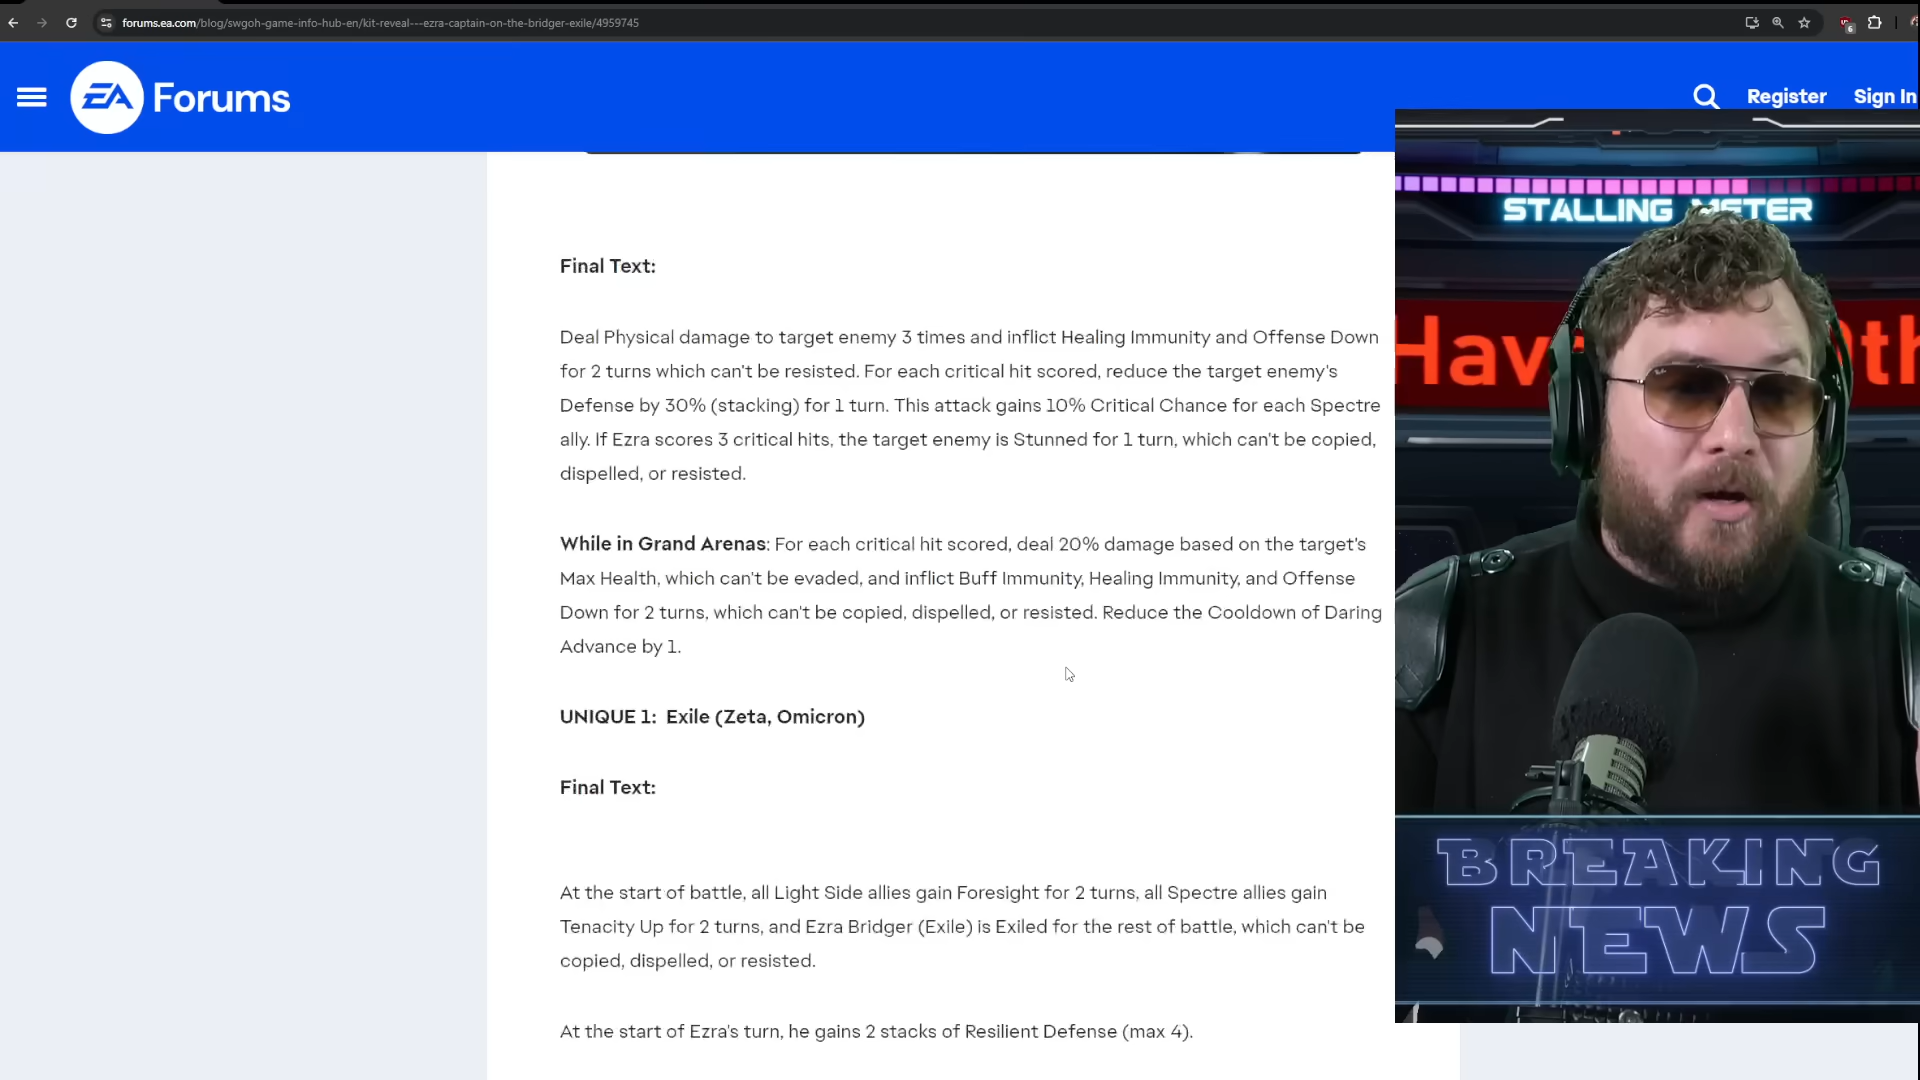 forums.ea.com/blog/swgoh-game-info-hub-en/kit-reveal---ezra-captain-on-the-bridger-exile/4959745
6
EA Forums
Register
Sign In
STALLING METER
Final Text:
Deal Physical damage to target enemy 3 times and inflict Healing Immunity and Offense Down
for 2 turns which can't be resisted. For each critical hit scored, reduce the target enemy's
Defense by 30% (stacking) for 1 turn. This attack gains 10% Critical Chance for each Spectre
ally. If Ezra scores 3 critical hits, the target enemy is Stunned for 1 turn, which can't be copied,
dispelled, or resisted.
While in Grand Arenas: For each critical hit scored, deal 20% damage based on the target's
Max Health, which can't be evaded, and inflict Buff Immunity, Healing Immunity, and Offense
Down for 2 turns, which can't be copied, dispelled, or resisted. Reduce the Cooldown of Daring
Advance by 1.
UNIQUE 1: Exile (Zeta, Omicron)
Final Text:
At the start of battle, all Light Side allies gain Foresight for 2 turns, all Spectre allies gain
Tenacity Up for 2 turns, and Ezra Bridger (Exile) is Exiled for the rest of battle, which can't be
copied, dispelled, or resisted.
At the start of Ezra's turn, he gains 2 stacks of Resilient Defense (max 4).
BREAKING
NEWS